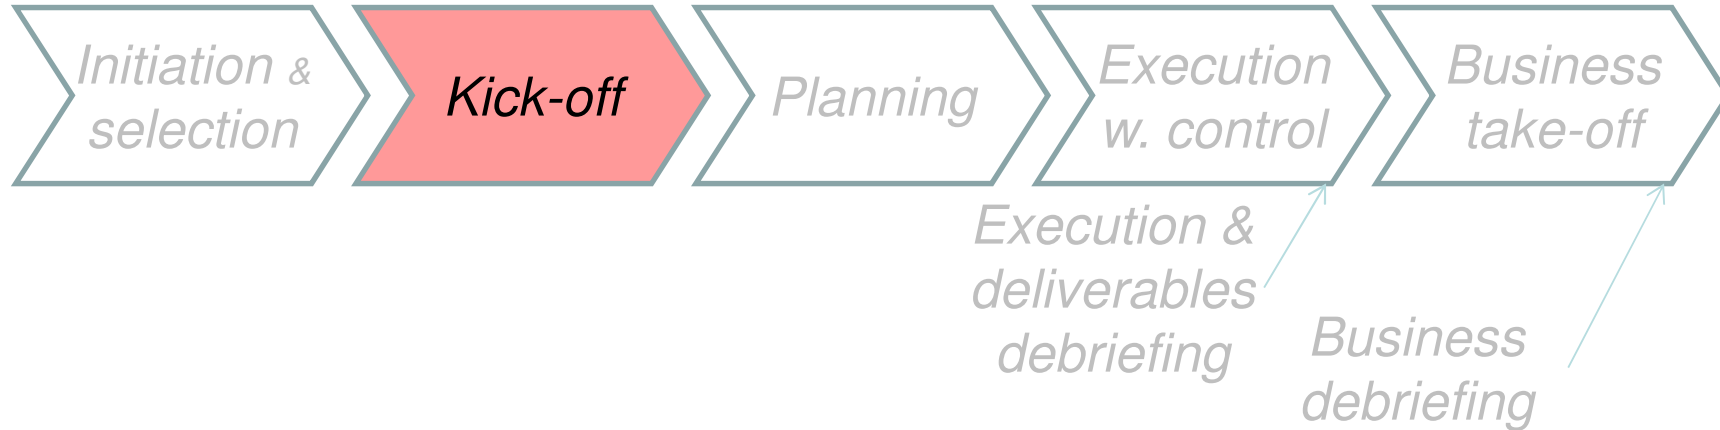 Initiation &
selection
Kick-off
Planning
Execution
w. control
Business
take-off
Execution &
deliverables
debriefing
Business
debriefing